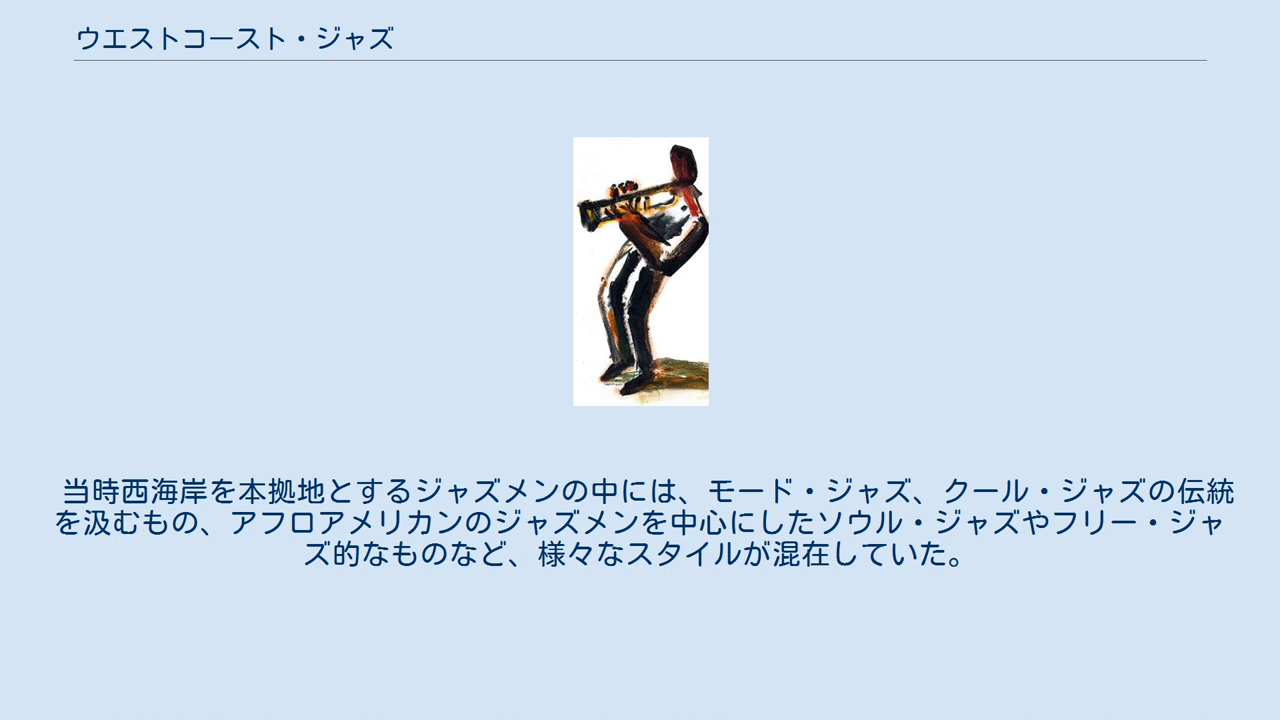 ウエストコースト・ジャズ
当時西海岸を本拠地とするジャズメンの中には、モード・ジャズ、クール・ジャズの伝統
を汲むもの、アフロアメリカンのジャズメンを中心にしたソウル・ジャズやフリー・ジャ
ズ的なものなど、様々なスタイルが混在していた。